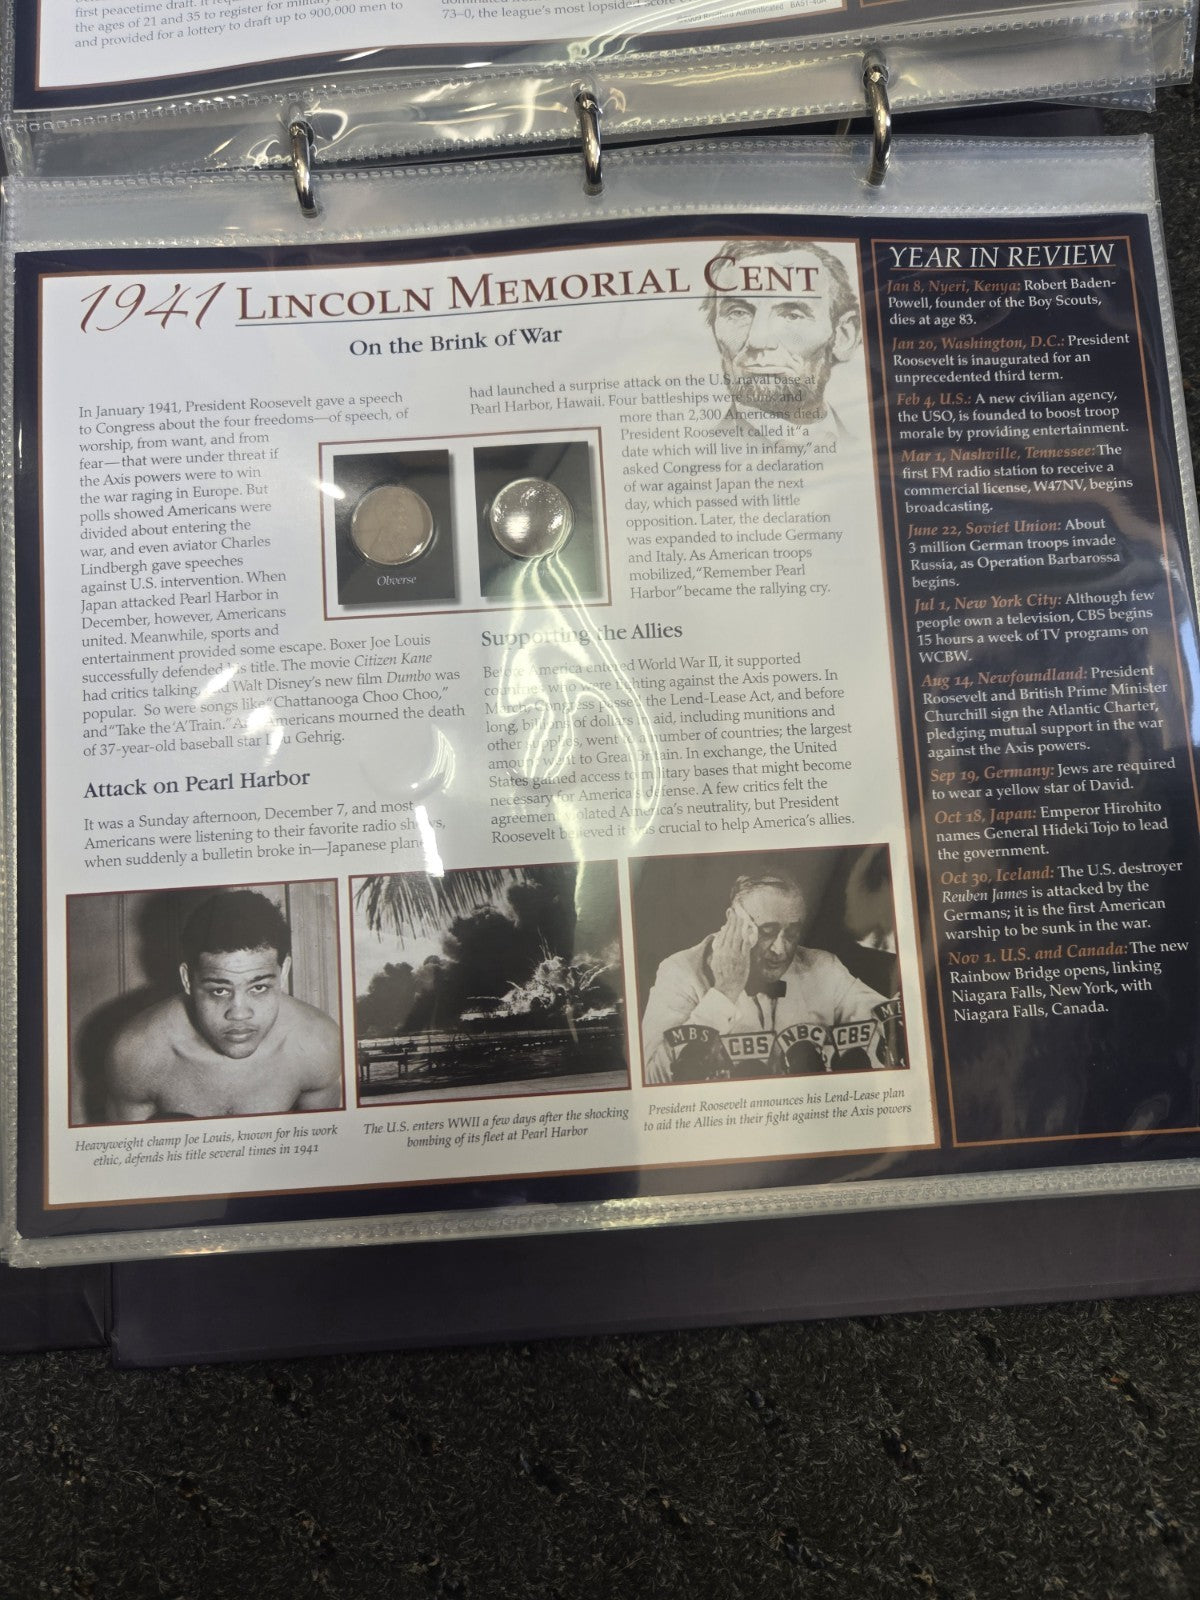 first peacetime draft. It
the ages of 21 and 35 to register for military
and provided for a lottery to draft up to 900,000 men to
73–0, the league's most lopsided score
Authenticated BAS1-40A
1941 LINCOLN MEMORIAL CENT
On the Brink of War
In January 1941, President Roosevelt gave a speech
to Congress about the four freedoms—of speech, of
worship, from want, and from
fear—that were under threat if
the Axis powers were to win
the war raging in Europe. But
polls showed Americans were
divided about entering the
war, and even aviator Charles
Lindbergh gave speeches
against U.S. intervention. When
Japan attacked Pearl Harbor in
December, however, Americans
united. Meanwhile, sports and
entertainment provided some escape. Boxer Joe Louis
successfully defended his title. The movie Citizen Kane
had critics talking, and Walt Disney's new film Dumbo was
popular. So were songs like "Chattanooga Choo Choo,"
and "Take the 'A' Train." Americans mourned the death
of 37-year-old baseball star Lou Gehrig.
Attack on Pearl Harbor
It was a Sunday afternoon, December 7, and most
Americans were listening to their favorite radio shows,
when suddenly a bulletin broke in—Japanese planes
had launched a surprise attack on the U.S. naval base at
Pearl Harbor, Hawaii. Four battleships were sunk and
more than 2,300 Americans died.
President Roosevelt called it "a
date which will live in infamy," and
asked Congress for a declaration
of war against Japan the next
day, which passed with little
opposition. Later, the declaration
was expanded to include Germany
and Italy. As American troops
mobilized, "Remember Pearl
Harbor" became the rallying cry.
Obverse
Supporting the Allies
Before America entered World War II, it supported
countries who were fighting against the Axis powers. In
March, Congress passed the Lend-Lease Act, and before
long, billions of dollars in aid, including munitions and
other supplies, went to a number of countries; the largest
amount went to Great Britain. In exchange, the United
States gained access to military bases that might become
necessary for America's defense. A few critics felt the
agreement violated America's neutrality, but President
Roosevelt believed it was crucial to help America's allies.
MBS
CBS
NBC
CBS
Heavyweight champ Joe Louis, known for his work
ethic, defends his title several times in 1941
The U.S. enters WWII a few days after the shocking
bombing of its fleet at Pearl Harbor
President Roosevelt announces his Lend-Lease plan
to aid the Allies in their fight against the Axis powers
YEAR IN REVIEW
Jan 8, Nyeri, Kenya: Robert Baden-
Powell, founder of the Boy Scouts,
dies at age 83.
Jan 20, Washington, D.C.: President
Roosevelt is inaugurated for an
unprecedented third term.
Feb 4, U.S.: A new civilian agency,
the USO, is founded to boost troop
morale by providing entertainment.
Mar 1, Nashville, Tennessee: The
first FM radio station to receive a
commercial license, W47NV, begins
broadcasting.
June 22, Soviet Union: About
3 million German troops invade
Russia, as Operation Barbarossa
begins.
Jul 1, New York City: Although few
people own a television, CBS begins
15 hours a week of TV programs on
WCBW.
Aug 14, Newfoundland: President
Roosevelt and British Prime Minister
Churchill sign the Atlantic Charter,
pledging mutual support in the war
against the Axis powers.
Sep 19, Germany: Jews are required
to wear a yellow star of David.
Oct 18, Japan: Emperor Hirohito
names General Hideki Tojo to lead
the government.
Oct 30, Iceland: The U.S. destroyer
Reuben James is attacked by the
Germans; it is the first American
warship to be sunk in the war.
Nov 1. U.S. and Canada: The new
Rainbow Bridge opens, linking
Niagara Falls, New York, with
Niagara Falls, Canada.